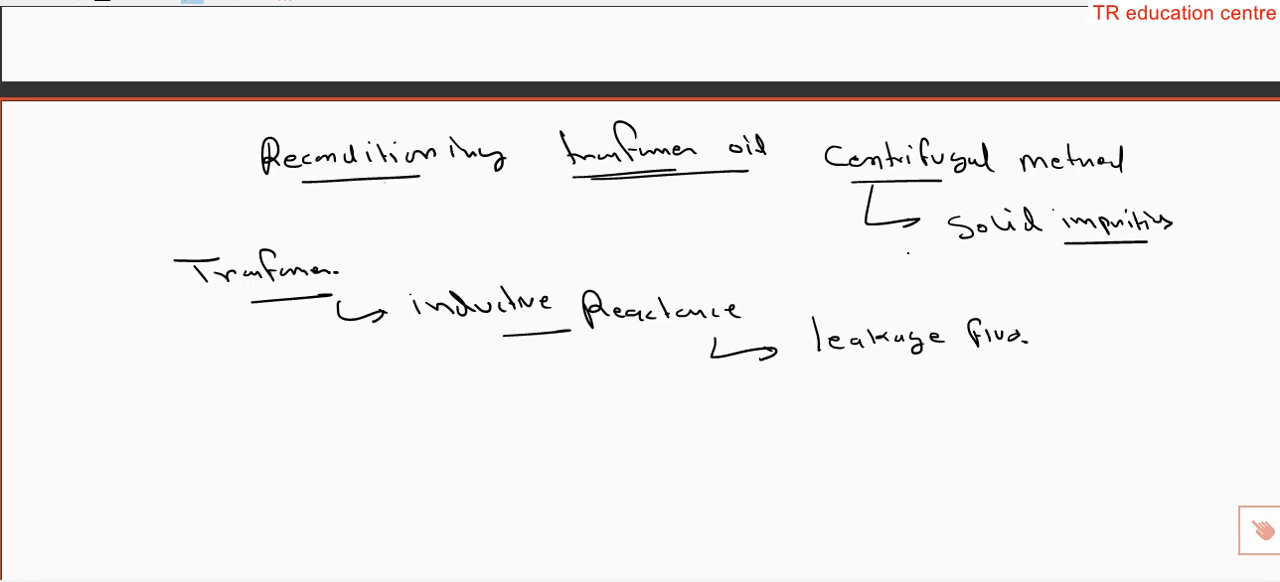 TR education centre
Reconditioning transformer oil Centrifugal method
solid impurities
Transformer
inductive Reactance
leakage flux